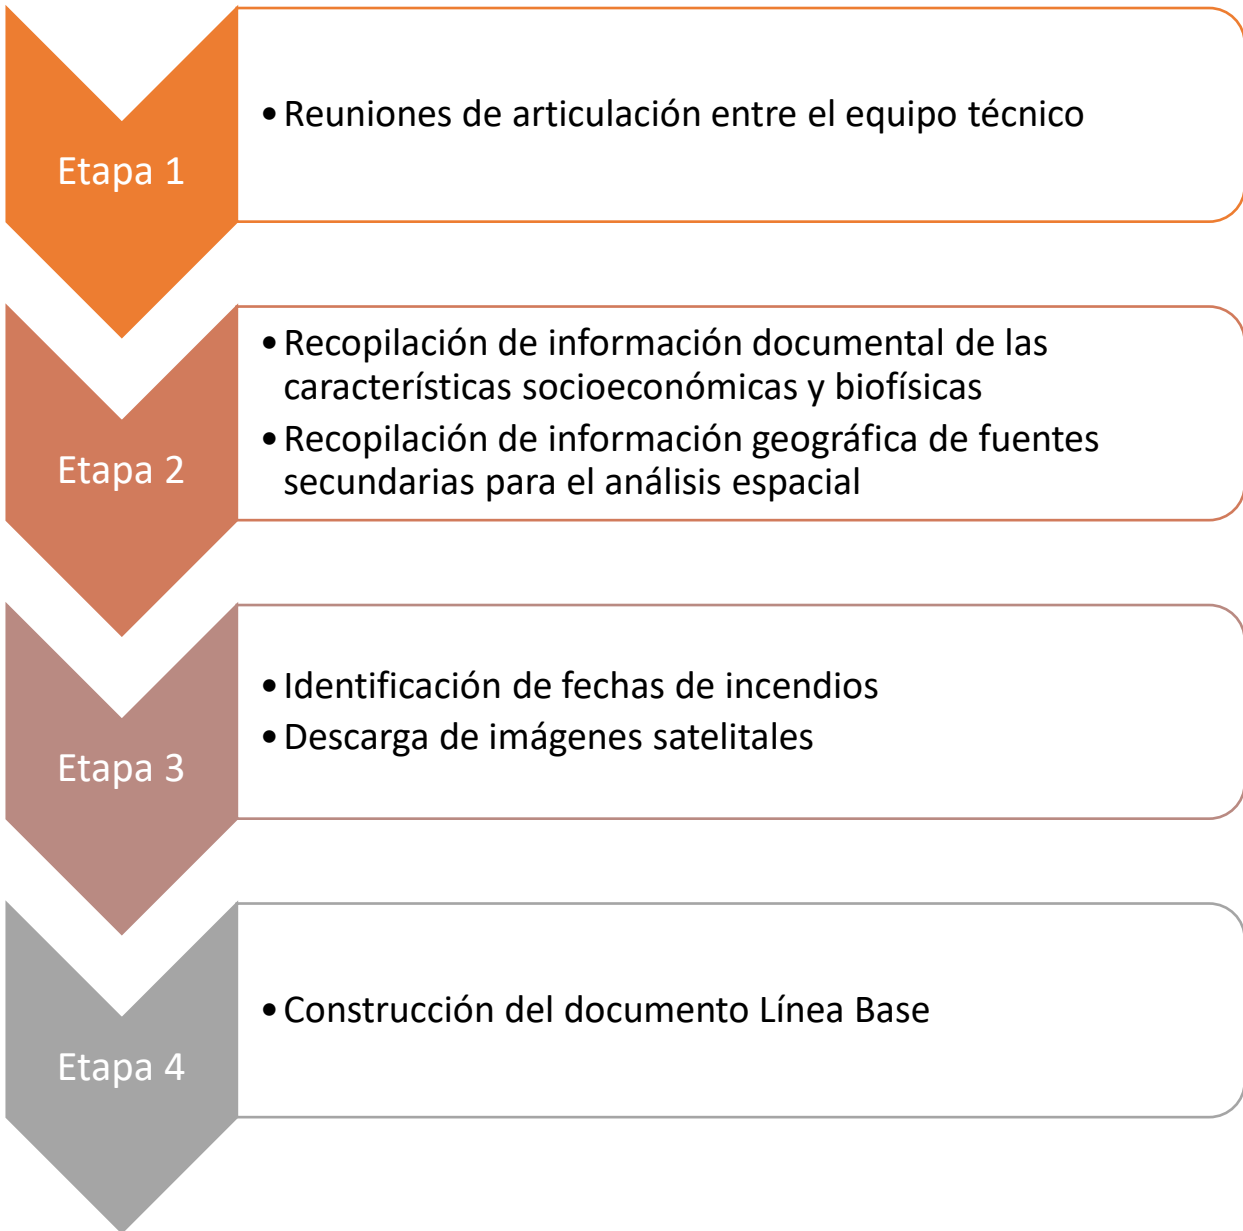 Etapa 1
• Reuniones de articulación entre el equipo técnico
Etapa 2
• Recopilación de información documental de las
características socioeconómicas y biofísicas
• Recopilación de información geográfica de fuentes
secundarias para el análisis espacial
Etapa 3
• Identificación de fechas de incendios
• Descarga de imágenes satelitales
Etapa 4
• Construcción del documento Línea Base